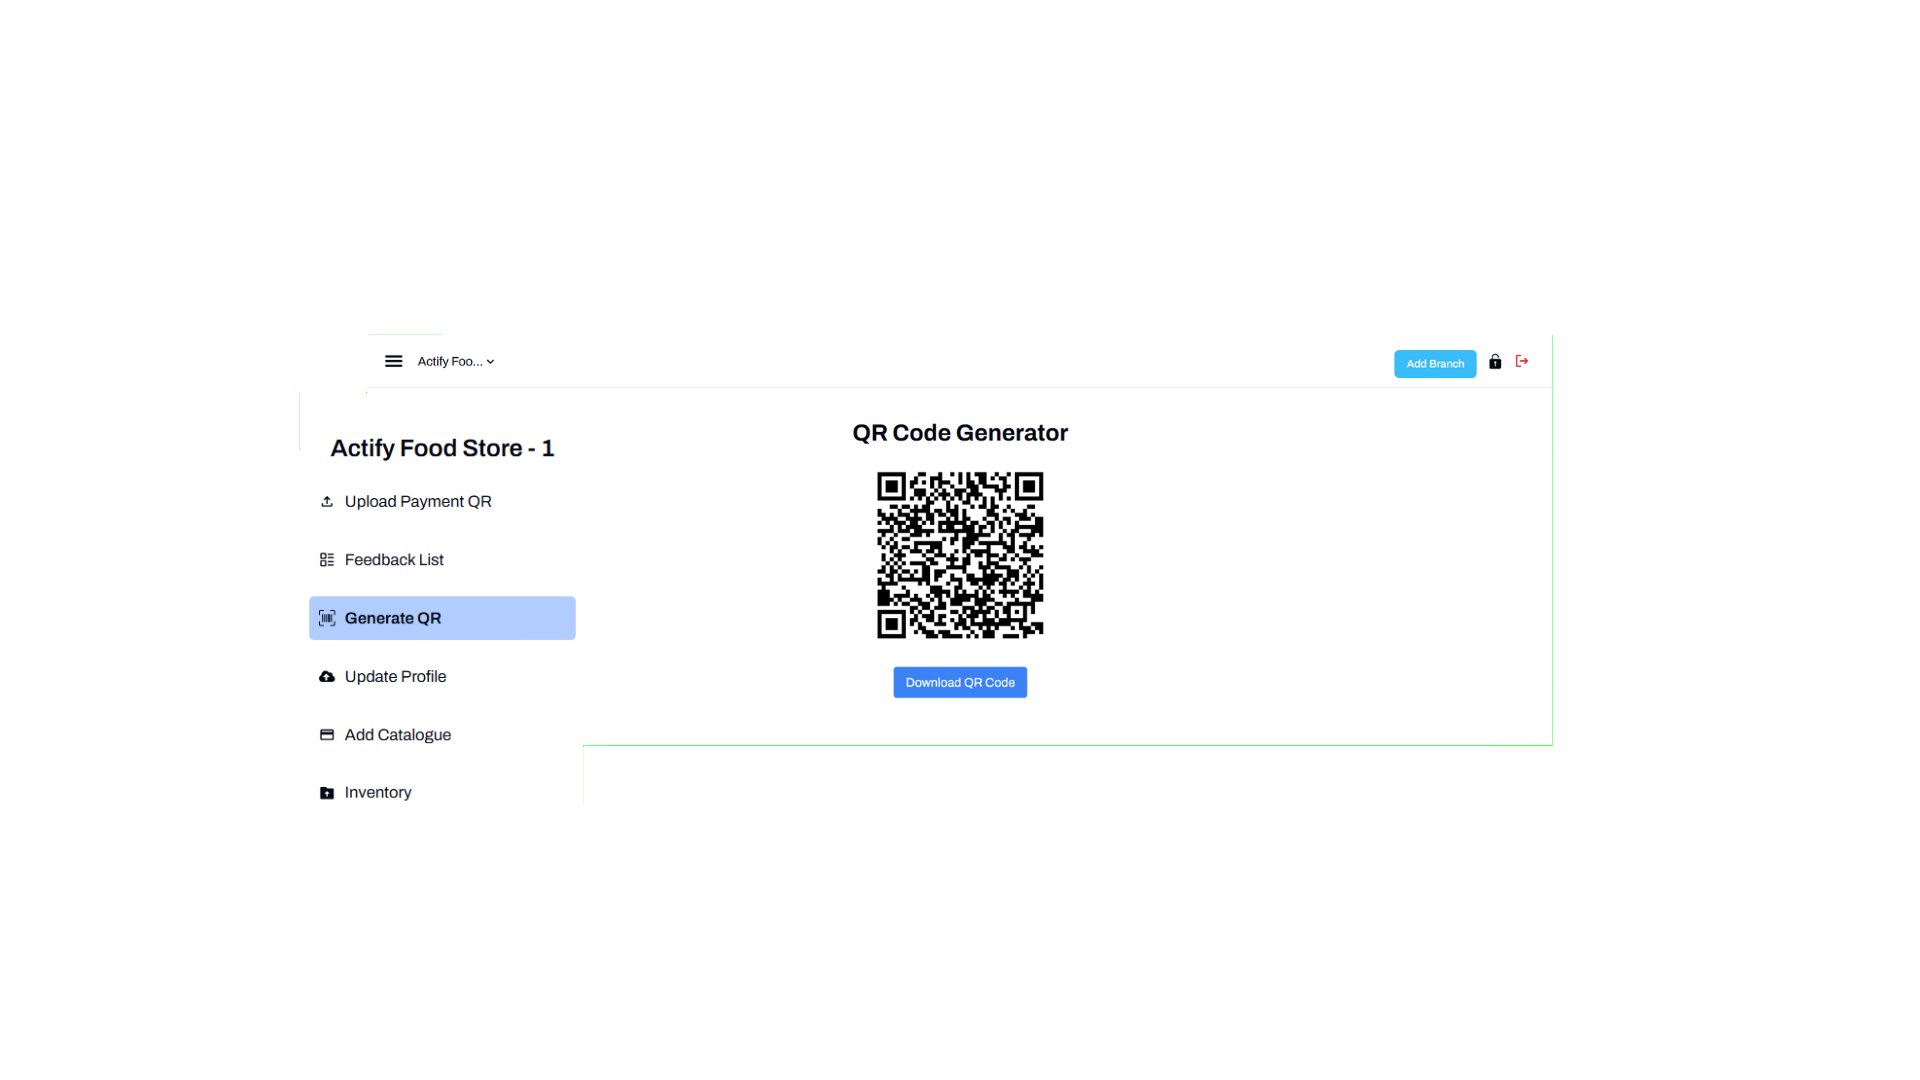 Actify Foo...
Add Branch
QR Code Generator
Actify Food Store - 1
Upload Payment QR
Feedback List
Generate QR
Update Profile
Download QR Code
Add Catalogue
Inventory